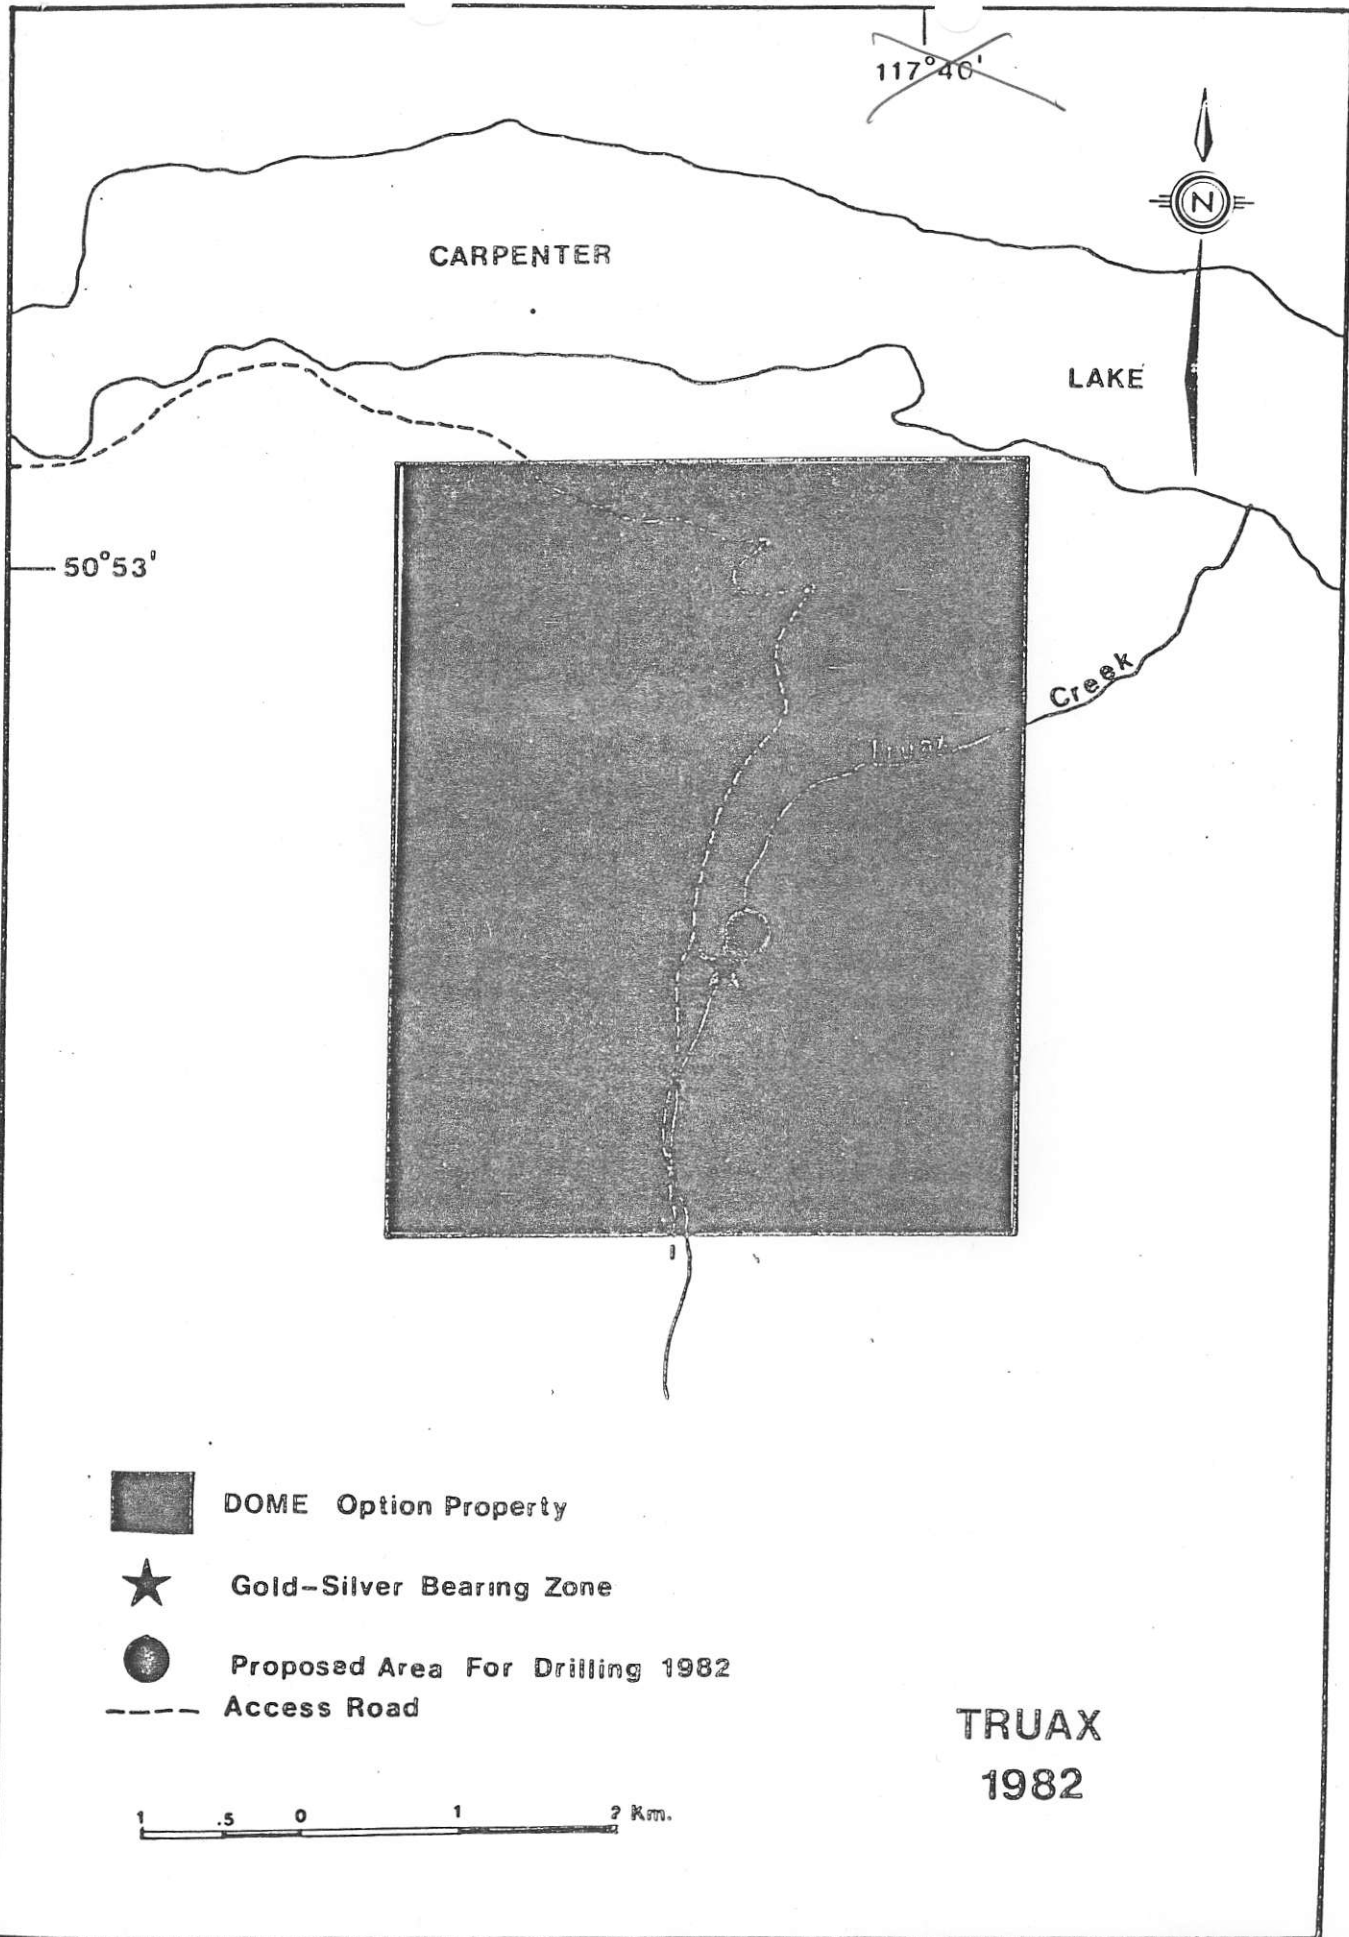 117°40'
N
CARPENTER
LAKE
50°53'
Creek
DOME Option Property
Gold-Silver Bearing Zone
Proposed Area For Drilling 1982
Access Road
TRUAX
1982
1 .5 0 1 2 Km.